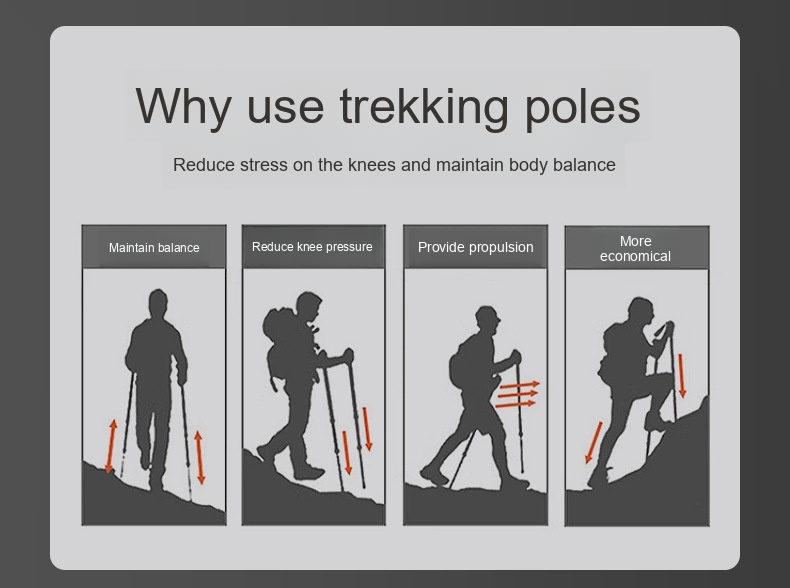 Why use trekking poles
Reduce stress on the knees and maintain body balance
Maintain balance
Reduce knee pressure
Provide propulsion
More
economical